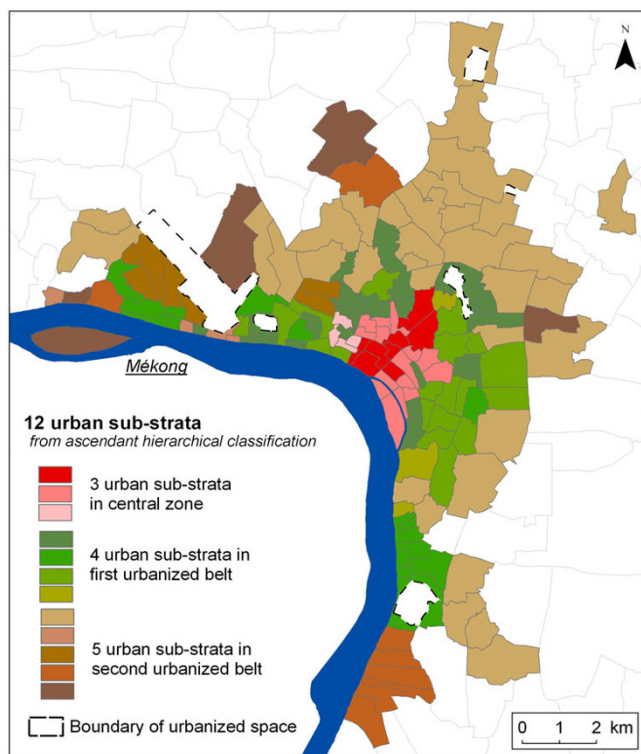 N
Mékong
12 urban sub-strata
from ascendant hierarchical classification
3 urban sub-strata
in central zone
4 urban sub-strata in
first urbanized belt
5 urban sub-strata in
second urbanized belt
Boundary of urbanized space
0 1 2 km